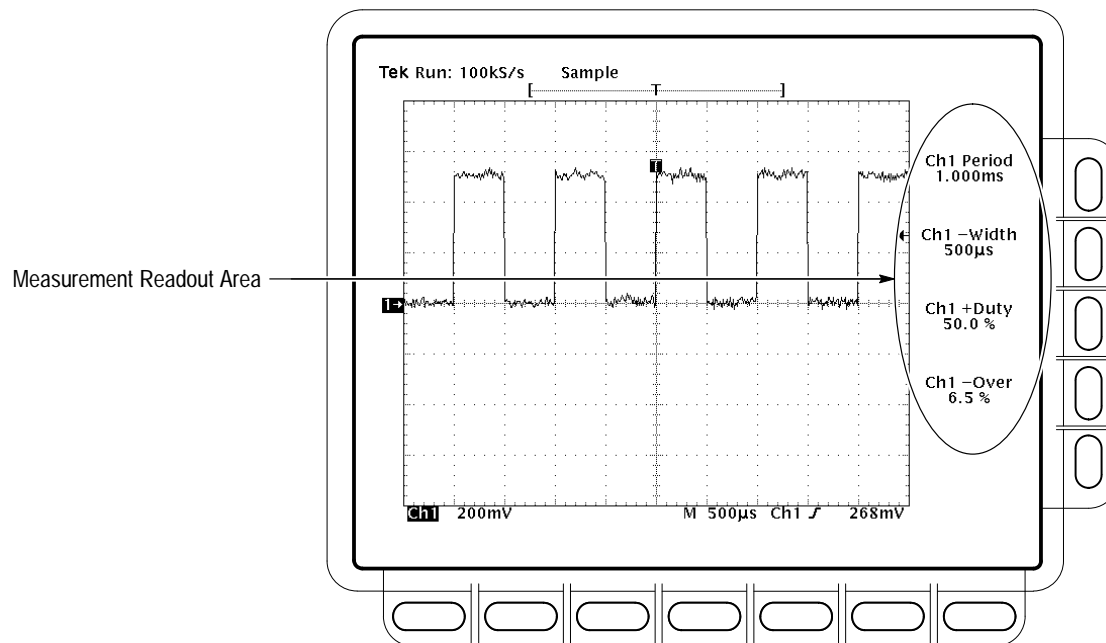 Tek Run: 100kS/s Sample
[ T ]
T
Ch1 Period
1.000ms
Ch1 −Width
500µs
Measurement Readout Area
1→
Ch1 +Duty
50.0 %
Ch1 −Over
6.5 %
Ch1 200mV M 500µs Ch1 ƒ 268mV